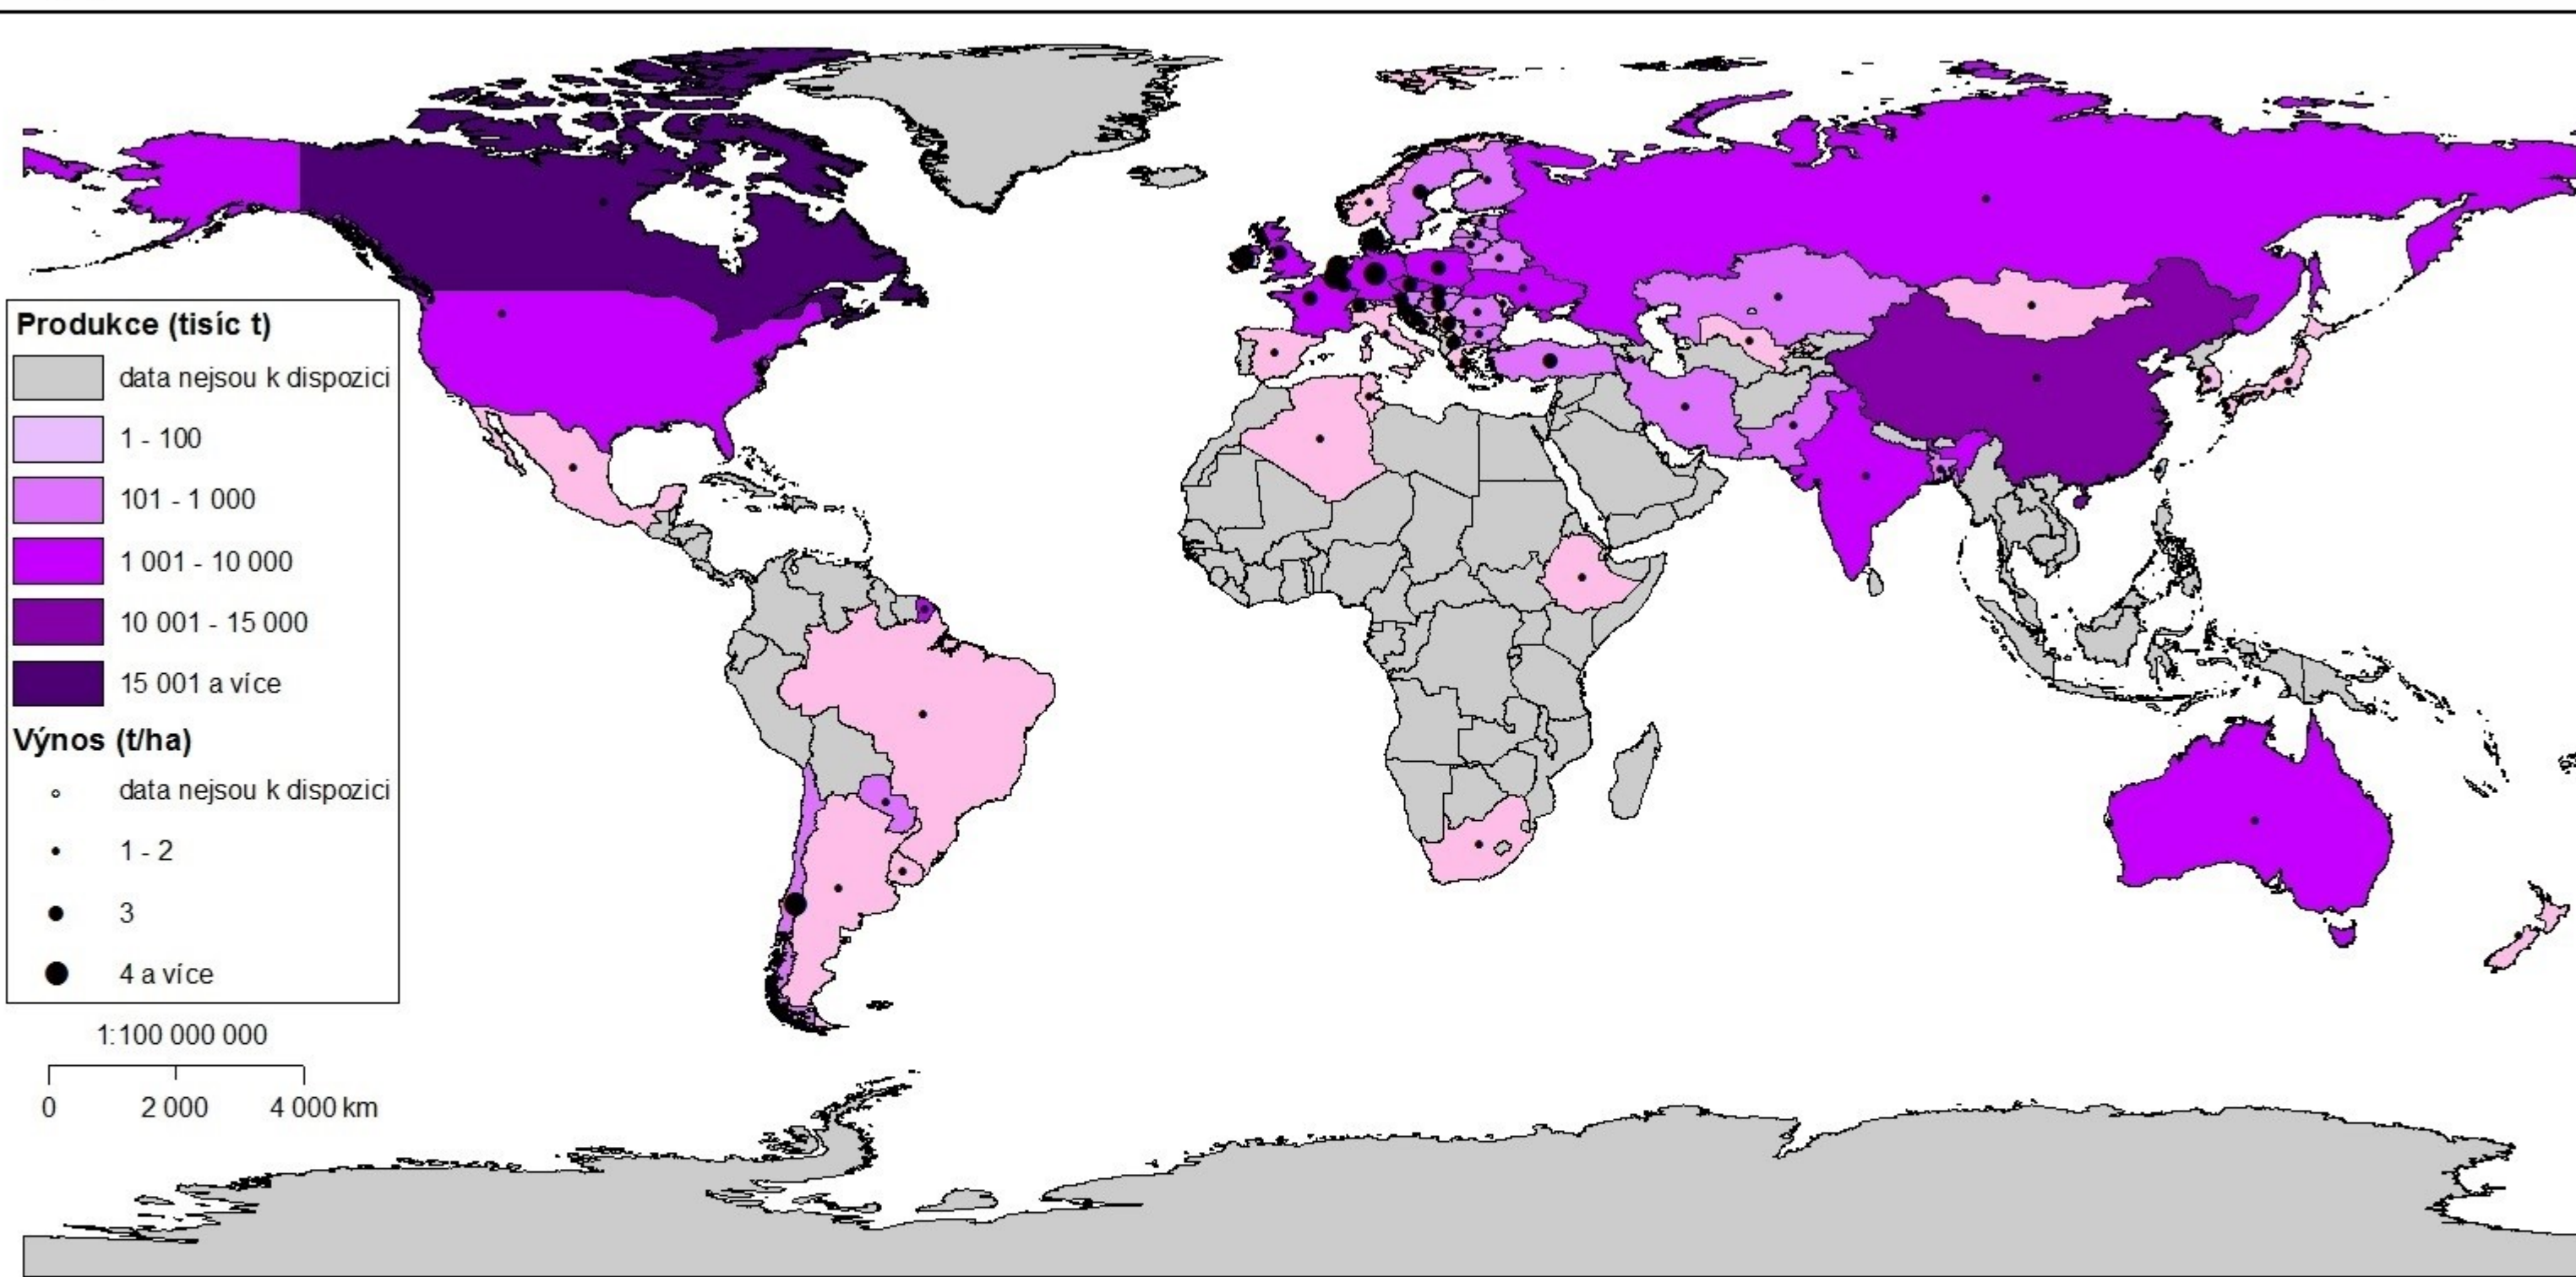 Produkce (tisíc t)
data nejsou k dispozici
1 - 100
101 - 1 000
1 001 - 10 000
10 001 - 15 000
15 001 a více
Výnos (t/ha)
data nejsou k dispozici
1 - 2
3
4 a více
1:100 000 000
0 2 000 4 000 km